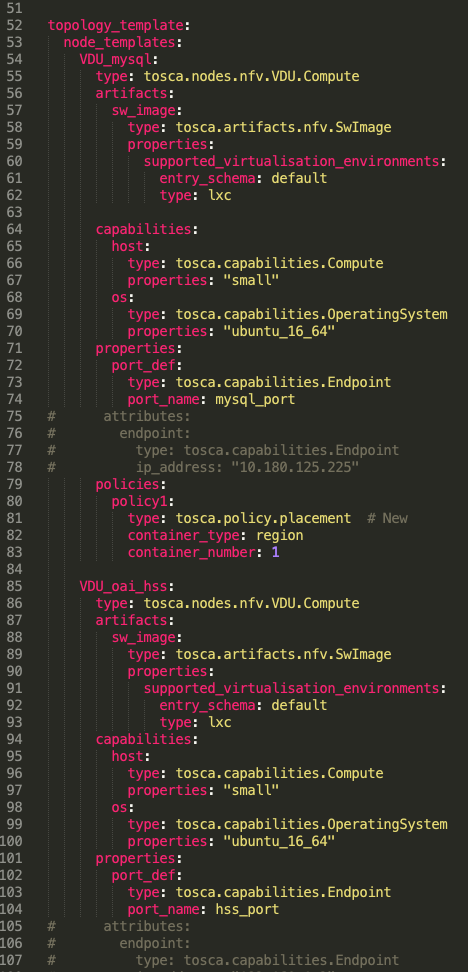 51
52 topology_template:
53   node_templates:
54     VDU_mysql:
55       type: tosca.nodes.nfv.VDU.Compute
56       artifacts:
57         sw_image:
58           type: tosca.artifacts.nfv.SwImage
59           properties:
60             supported_virtualisation_environments:
61               entry_schema: default
62               type: lxc
63
64       capabilities:
65         host:
66           type: tosca.capabilities.Compute
67           properties: "small"
68         os:
69           type: tosca.capabilities.OperatingSystem
70           properties: "ubuntu_16_64"
71       properties:
72         port_def:
73           type: tosca.capabilities.Endpoint
74           port_name: mysql_port
75 #      attributes:
76 #        endpoint:
77 #          type: tosca.capabilities.Endpoint
78 #          ip_address: "10.180.125.225"
79       policies:
80         policy1:
81           type: tosca.policy.placement  # New
82           container_type: region
83           container_number: 1
84
85     VDU_oai_hss:
86       type: tosca.nodes.nfv.VDU.Compute
87       artifacts:
88         sw_image:
89           type: tosca.artifacts.nfv.SwImage
90           properties:
91             supported_virtualisation_environments:
92               entry_schema: default
93               type: lxc
94       capabilities:
95         host:
96           type: tosca.capabilities.Compute
97           properties: "small"
98         os:
99           type: tosca.capabilities.OperatingSystem
100           properties: "ubuntu_16_64"
101       properties:
102         port_def:
103           type: tosca.capabilities.Endpoint
104           port_name: hss_port
105 #      attributes:
106 #        endpoint:
107 #          type: tosca.capabilities.Endpoint